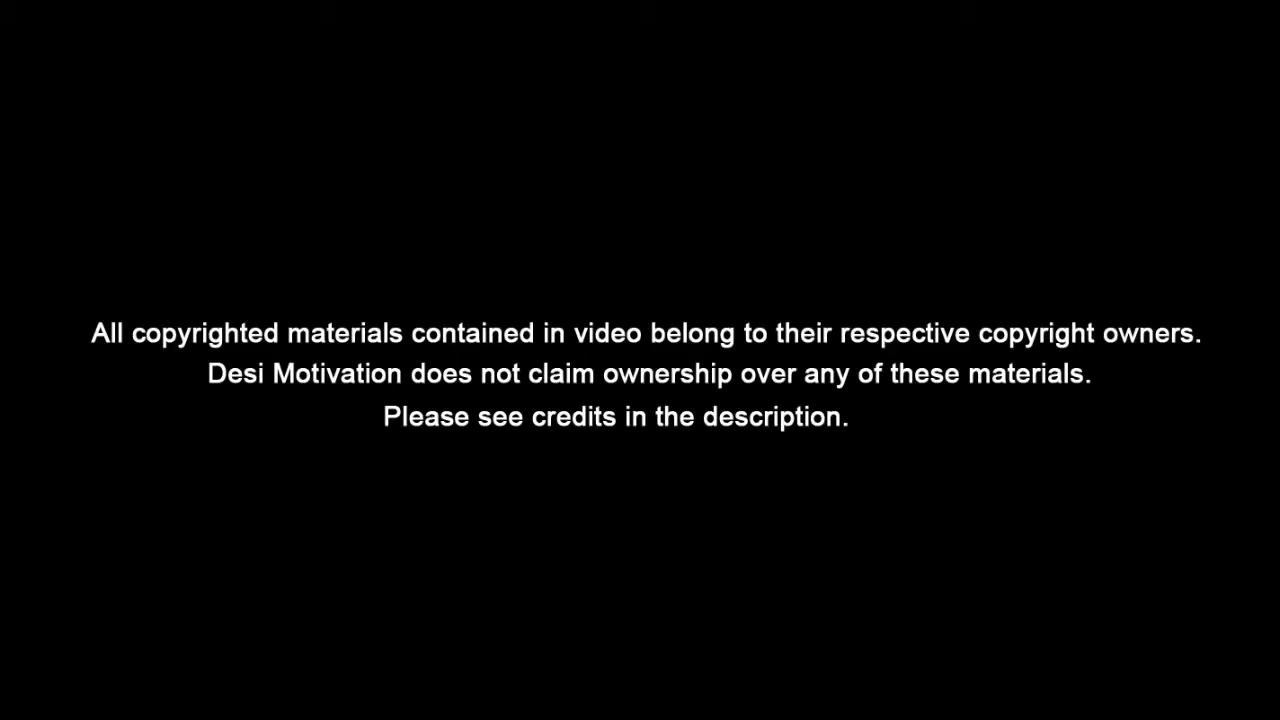 All copyrighted materials contained in video belong to their respective copyright owners.
Desi Motivation does not claim ownership over any of these materials.
Please see credits in the description.